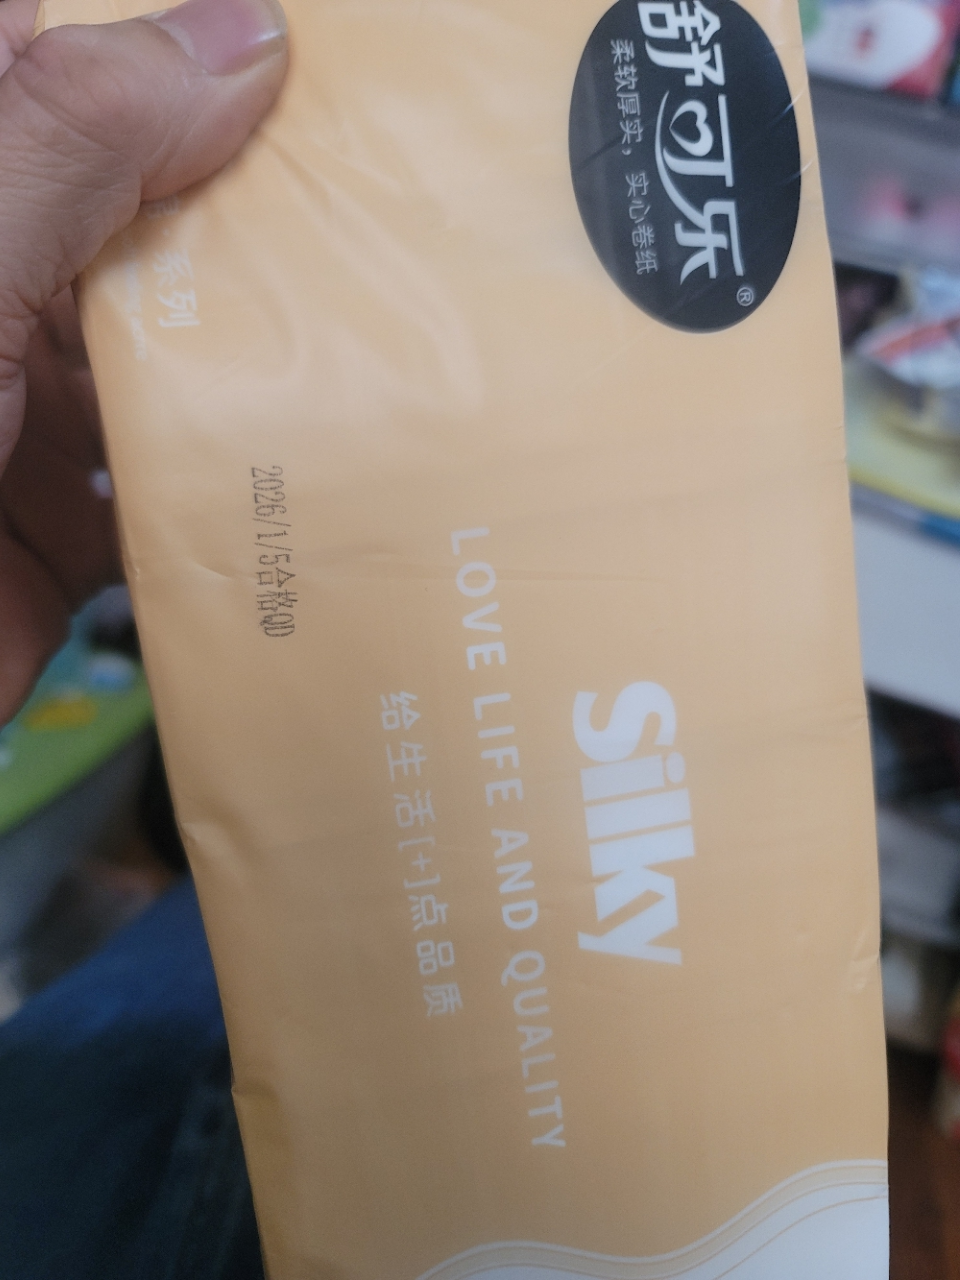 舒可乐®
柔软厚实，实心卷纸
Silky
LOVE LIFE AND QUALITY
给生活[+]点品质
2026/1/5合格QD
系列